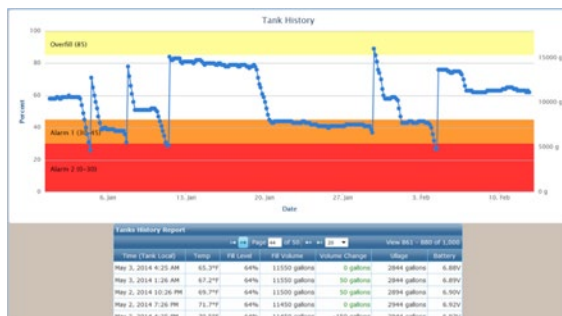 Tank History
100
Overfill (85)
80
15000 g
60
10000 g
Percent
40
Alarm 1 (30-45)
5000 g
20
Alarm 2 (0-30)
0
0 g
6. Jan
13. Jan
20. Jan
27. Jan
3. Feb
10. Feb
Date
Tanks History Report
Page 44 of 50 20 View 861 - 880 of 1,000
Time (Tank Local) Temp Fill Level Fill Volume Volume Change Ullage Battery
May 3, 2014 4:25 AM 65.3°F 64% 11550 gallons 0 gallons 2844 gallons 6.88V
May 3, 2014 1:26 AM 67.2°F 64% 11550 gallons 50 gallons 2844 gallons 6.89V
May 2, 2014 10:26 PM 69.7°F 64% 11500 gallons 50 gallons 2894 gallons 6.90V
May 2, 2014 7:26 PM 71.7°F 64% 11450 gallons 0 gallons 2944 gallons 6.92V